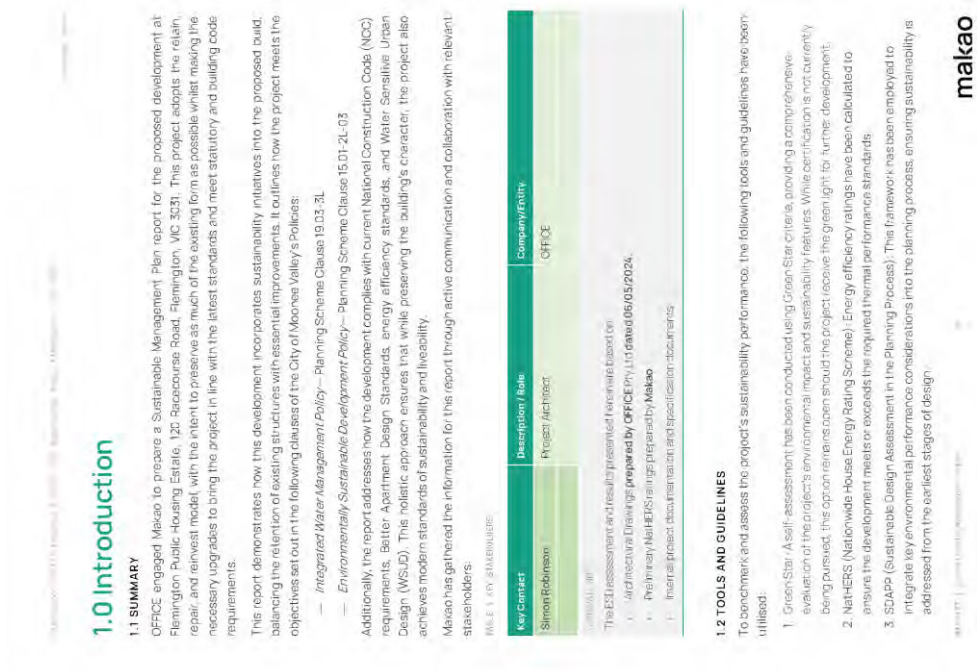 1.0 Introduction
1.1 SUMMARY
OFFICE engaged Makao to prepare a Sustainable Management Plan report for the proposed development at
Flemington Public Housing Estate, 120 Racecourse Road, Flemington, VIC 3031. This project adopts the retain,
repair, and reinvest model, with the intent to preserve as much of the existing form as possible whilst making the
necessary upgrades to bring the project in line with the latest standards and meet statutory and building code
requirements.
This report demonstrates how this development incorporates sustainability initiatives into the proposed build,
balancing the retention of existing structures with essential improvements. It outlines how the project meets the
objectives set out in the following clauses of the City of Moonee Valley's Policies:
— Integrated Water Management Policy— Planning Scheme Clause 19.03-3L
— Environmentally Sustainable Development Policy— Planning Scheme Clause 15.01-2L-03
Additionally, the report addresses how the development complies with current National Construction Code (NCC)
requirements, Better Apartment Design Standards, energy efficiency standards, and Water Sensitive Urban
Design (WSUD). This holistic approach ensures that while preserving the building's character, the project also
achieves modern standards of sustainability and liveability.
Makao has gathered the information for this report through active communication and collaboration with relevant
stakeholders:
TABLE 1. KEY STAKEHOLDERS
Key Contact Description / Role Company/Entity
Simon Robinson Project Architect OFFICE
The ESD assessment and results presented herein are based on
Architectural Drawings prepared by OFFICE Pty Ltd dated 06/05/2024.
Preliminary NatHERS ratings prepared by Makao
Internal project documentation and specification documents
1.2 TOOLS AND GUIDELINES
To benchmark and assess the project's sustainability performance, the following tools and guidelines have been
utilised:
1. Green Star: A self-assessment has been conducted using Green Star criteria, providing a comprehensive
evaluation of the project's environmental impact and sustainability features. While certification is not currently
being pursued, this option remains open should the project receive the green light for further development.
2. NatHERS (Nationwide House Energy Rating Scheme): Energy efficiency ratings have been calculated to
ensure the development meets or exceeds the required thermal performance standards
3. SDAPP (Sustainable Design Assessment in the Planning Process): This framework has been employed to
integrate key environmental performance considerations into the planning process, ensuring sustainability is
addressed from the earliest stages of design.
makao